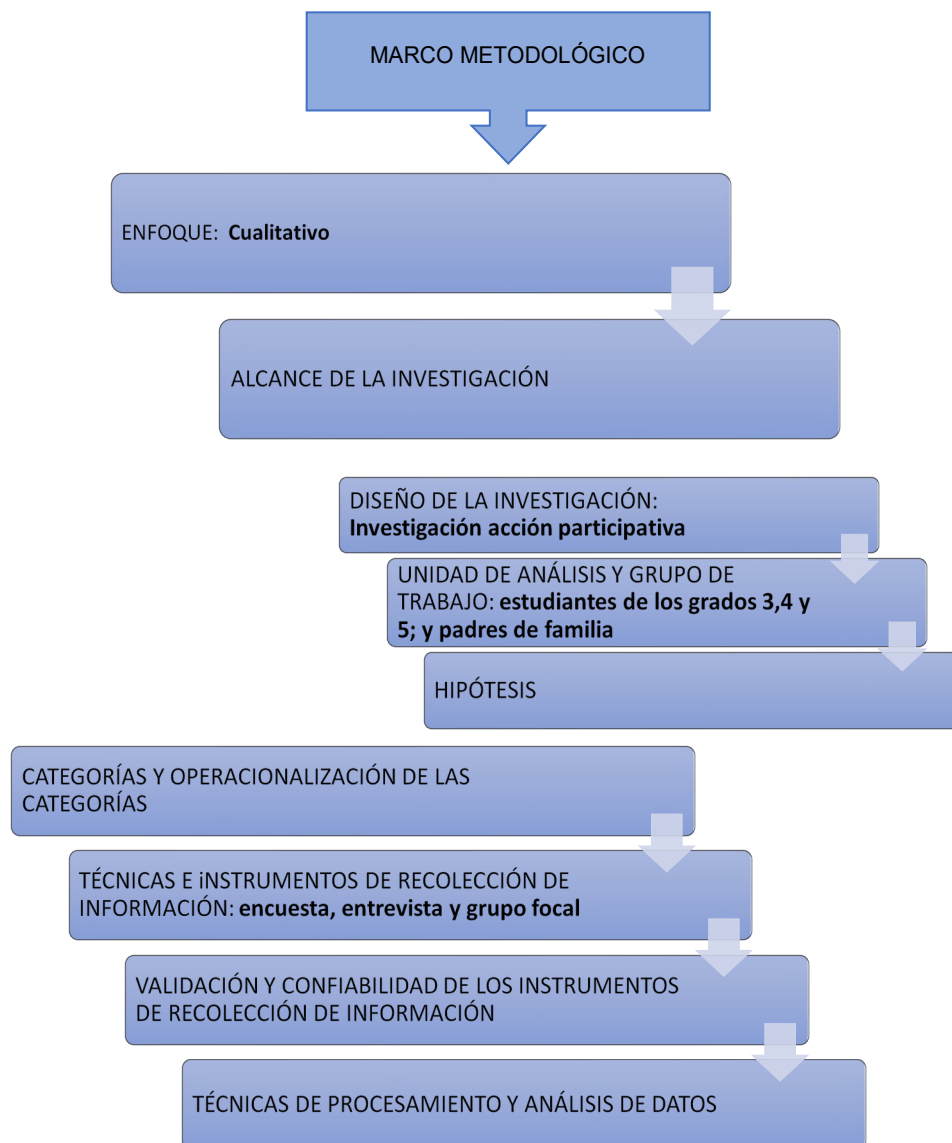 MARCO METODOLÓGICO
ENFOQUE: Cualitativo
ALCANCE DE LA INVESTIGACIÓN
DISEÑO DE LA INVESTIGACIÓN:
Investigación acción participativa
UNIDAD DE ANÁLISIS Y GRUPO DE
TRABAJO: estudiantes de los grados 3,4 y
5; y padres de familia
HIPÓTESIS
CATEGORÍAS Y OPERACIONALIZACIÓN DE LAS
CATEGORÍAS
TÉCNICAS E iNSTRUMENTOS DE RECOLECCIÓN DE
INFORMACIÓN: encuesta, entrevista y grupo focal
VALIDACIÓN Y CONFIABILIDAD DE LOS INSTRUMENTOS
DE RECOLECCIÓN DE INFORMACIÓN
TÉCNICAS DE PROCESAMIENTO Y ANÁLISIS DE DATOS